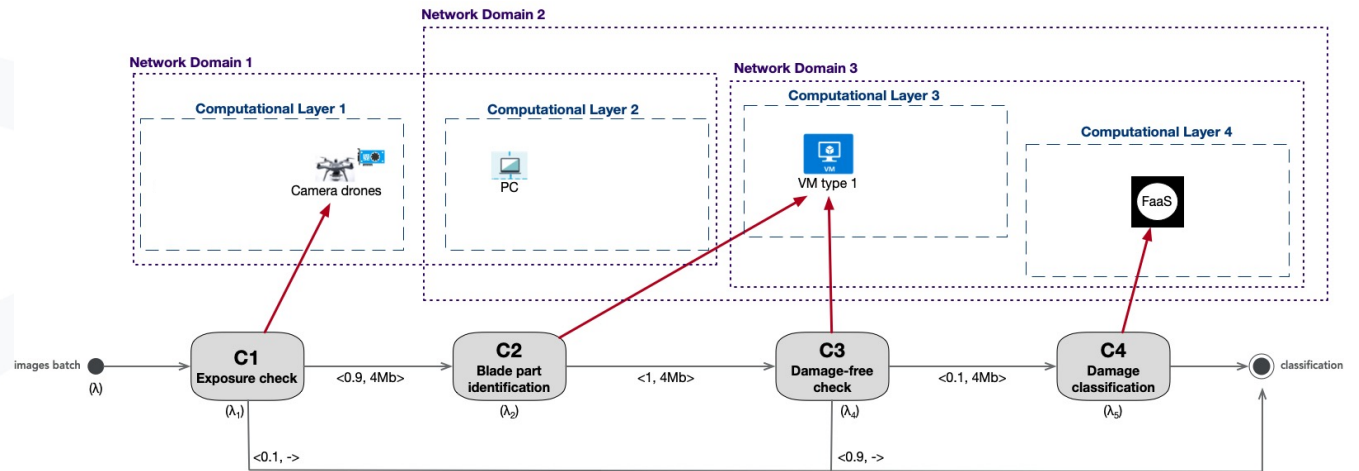 Network Domain 2
Network Domain 1
Network Domain 3
Computational Layer 1
Computational Layer 2
Computational Layer 3
Computational Layer 4
Camera drones
PC
VM
VM type 1
FaaS
images batch
(λ)
C1
Exposure check
(λ₁)
<0.9, 4Mb>
C2
Blade part
identification
(λ₂)
<1, 4Mb>
C3
Damage-free
check
(λ₄)
<0.1, 4Mb>
C4
Damage
classification
(λ₅)
classification
<0.1, ->
<0.9, ->